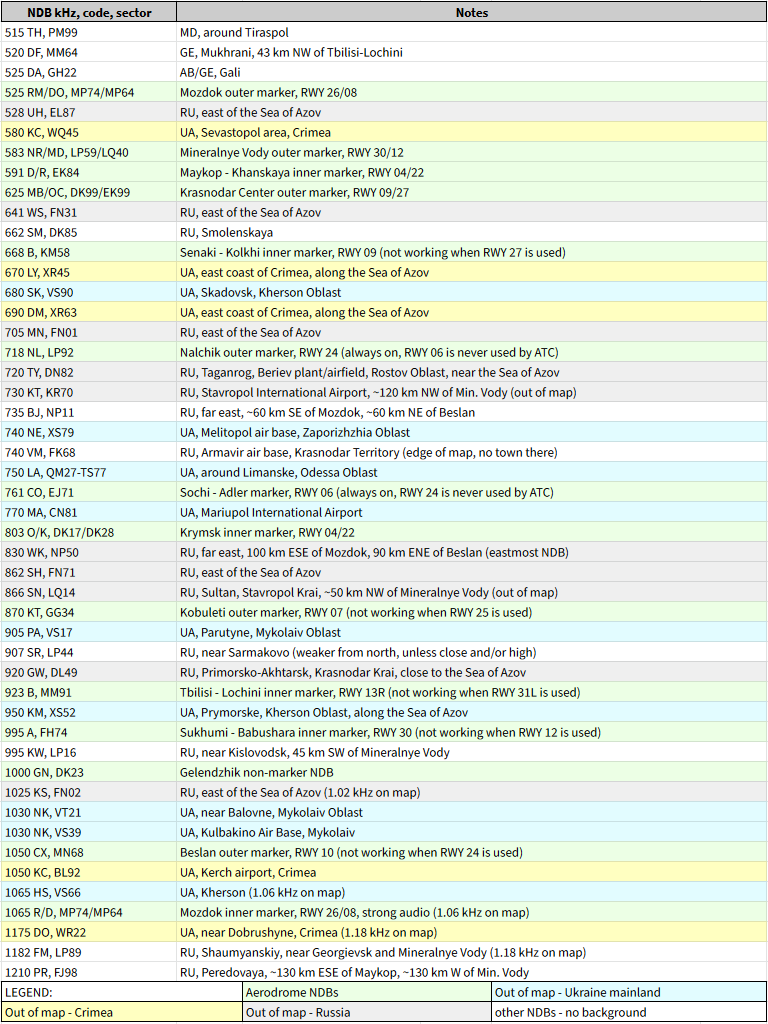 NDB kHz, code, sector Notes
515 TH, PM99 MD, around Tiraspol
520 DF, MM64 GE, Mukhrani, 43 km NW of Tbilisi-Lochini
525 DA, GH22 AB/GE, Gali
525 RM/DO, MP74/MP64 Mozdok outer marker, RWY 26/08
528 UH, EL87 RU, east of the Sea of Azov
580 KC, WQ45 UA, Sevastopol area, Crimea
583 NR/MD, LP59/LQ40 Mineralnye Vody outer marker, RWY 30/12
591 D/R, EK84 Maykop - Khanskaya inner marker, RWY 04/22
625 MB/OC, DK99/EK99 Krasnodar Center outer marker, RWY 09/27
641 WS, FN31 RU, east of the Sea of Azov
662 SM, DK85 RU, Smolenskaya
668 B, KM58 Senaki - Kolkhi inner marker, RWY 09 (not working when RWY 27 is used)
670 LY, XR45 UA, east coast of Crimea, along the Sea of Azov
680 SK, VS90 UA, Skadovsk, Kherson Oblast
690 DM, XR63 UA, east coast of Crimea, along the Sea of Azov
705 MN, FN01 RU, east of the Sea of Azov
718 NL, LP92 Nalchik outer marker, RWY 24 (always on, RWY 06 is never used by ATC)
720 TY, DN82 RU, Taganrog, Beriev plant/airfield, Rostov Oblast, near the Sea of Azov
730 KT, KR70 RU, Stavropol International Airport, ~120 km NW of Min. Vody (out of map)
735 BJ, NP11 RU, far east, ~60 km SE of Mozdok, ~60 km NE of Beslan
740 NE, XS79 UA, Melitopol air base, Zaporizhzhia Oblast
740 VM, FK68 RU, Armavir air base, Krasnodar Territory (edge of map, no town there)
750 LA, QM27-TS77 UA, around Limanske, Odessa Oblast
761 CO, EJ71 Sochi - Adler marker, RWY 06 (always on, RWY 24 is never used by ATC)
770 MA, CN81 UA, Mariupol International Airport
803 O/K, DK17/DK28 Krymsk inner marker, RWY 04/22
830 WK, NP50 RU, far east, 100 km ESE of Mozdok, 90 km ENE of Beslan (eastmost NDB)
862 SH, FN71 RU, east of the Sea of Azov
866 SN, LQ14 RU, Sultan, Stavropol Krai, ~50 km NW of Mineralnye Vody (out of map)
870 KT, GG34 Kobuleti outer marker, RWY 07 (not working when RWY 25 is used)
905 PA, VS17 UA, Parutyne, Mykolaiv Oblast
907 SR, LP44 RU, near Sarmakovo (weaker from north, unless close and/or high)
920 GW, DL49 RU, Primorsko-Akhtarsk, Krasnodar Krai, close to the Sea of Azov
923 B, MM91 Tbilisi - Lochini inner marker, RWY 13R (not working when RWY 31L is used)
950 KM, XS52 UA, Prymorske, Kherson Oblast, along the Sea of Azov
995 A, FH74 Sukhumi - Babushara inner marker, RWY 30 (not working when RWY 12 is used)
995 KW, LP16 RU, near Kislovodsk, 45 km SW of Mineralnye Vody
1000 GN, DK23 Gelendzhik non-marker NDB
1025 KS, FN02 RU, east of the Sea of Azov (1.02 kHz on map)
1030 NK, VT21 UA, near Balovne, Mykolaiv Oblast
1030 NK, VS39 UA, Kulbakino Air Base, Mykolaiv
1050 CX, MN68 Beslan outer marker, RWY 10 (not working when RWY 24 is used)
1050 KC, BL92 UA, Kerch airport, Crimea
1065 HS, VS66 UA, Kherson (1.06 kHz on map)
1065 R/D, MP74/MP64 Mozdok inner marker, RWY 26/08, strong audio (1.06 kHz on map)
1175 DO, WR22 UA, near Dobrushyne, Crimea (1.18 kHz on map)
1182 FM, LP89 RU, Shaumyanskiy, near Georgievsk and Mineralnye Vody (1.18 kHz on map)
1210 PR, FJ98 RU, Peredovaya, ~130 km ESE of Maykop, ~130 km W of Min. Vody
LEGEND: Aerodrome NDBs Out of map - Ukraine mainland
Out of map - Crimea Out of map - Russia other NDBs - no background